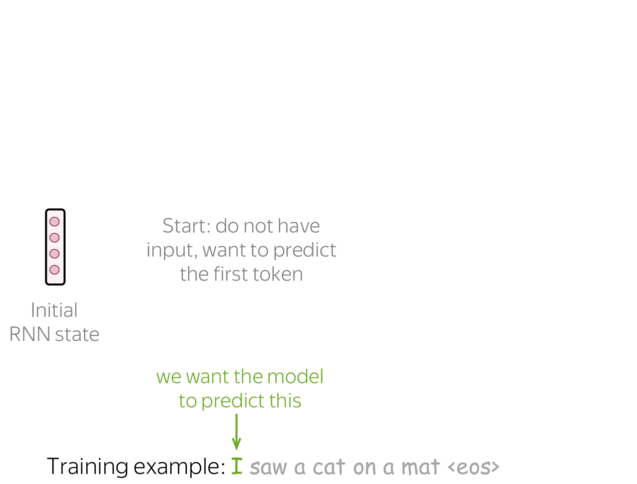 Start: do not have
input, want to predict
the first token
Initial
RNN state
we want the model
to predict this
Training example: I saw a cat on a mat <eos>